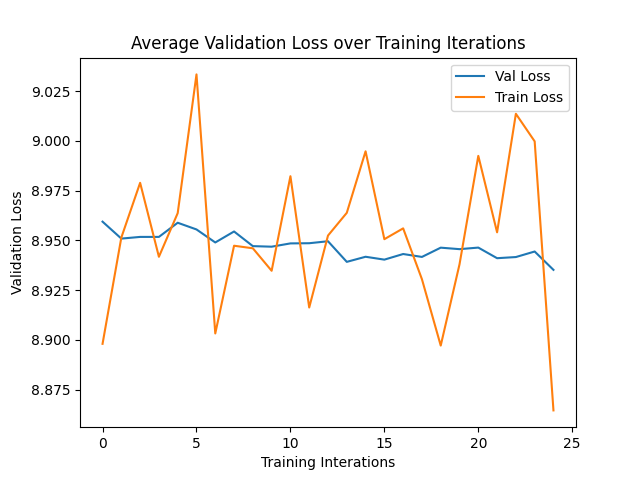 Average Validation Loss over Training Iterations
Val Loss
Train Loss
Validation Loss
9.025
9.000
8.975
8.950
8.925
8.900
8.875
0 5 10 15 20 25
Training Interations